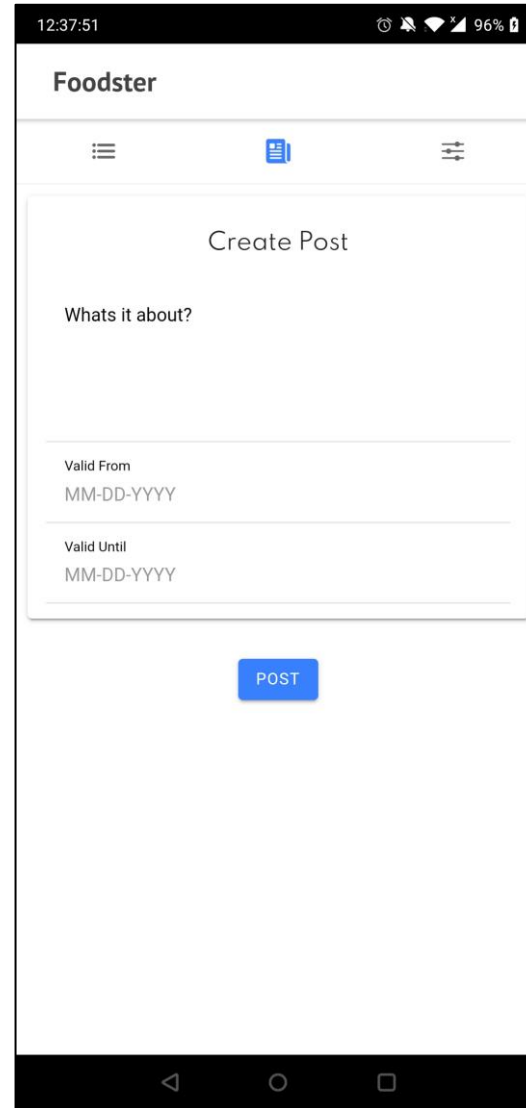 12:37:51
x 96%
Foodster
Create Post
Whats it about?
Valid From
MM-DD-YYYY
Valid Until
MM-DD-YYYY
POST